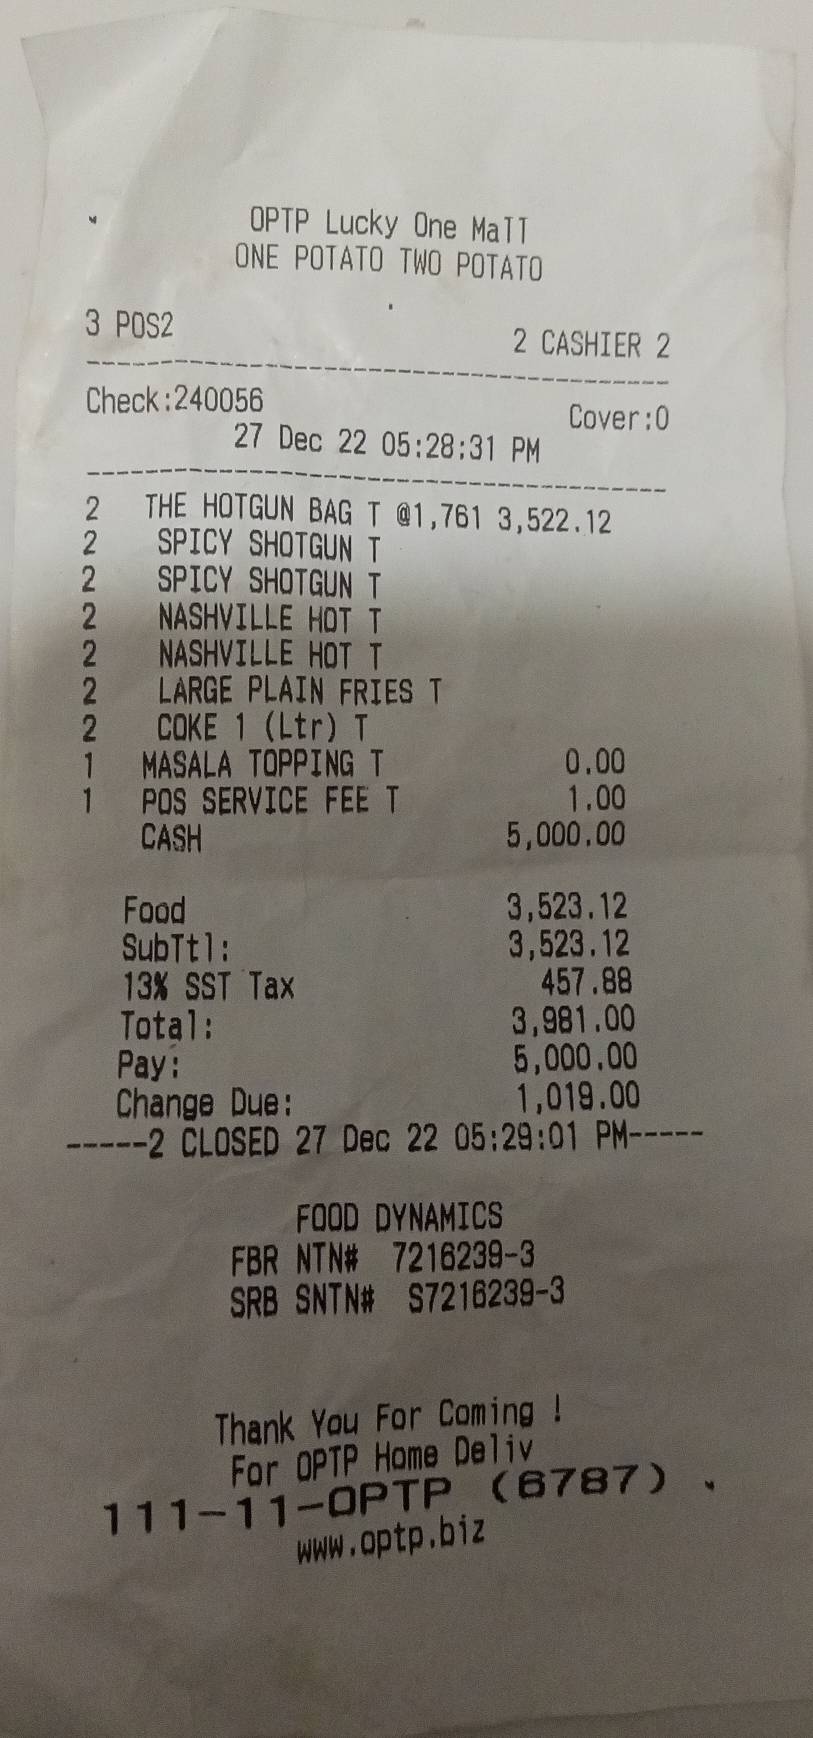 OPTP Lucky One Mall
ONE POTATO TWO POTATO
3 POS2 2 CASHIER 2
Check:240056 Cover:0
27 Dec 22 05:28:31 PM
2 THE HOTGUN BAG T @1,761 3,522.12
2 SPICY SHOTGUN T
2 SPICY SHOTGUN T
2 NASHVILLE HOT T
2 NASHVILLE HOT T
2 LARGE PLAIN FRIES T
2 COKE 1 (Ltr) T
1 MASALA TOPPING T 0.00
1 POS SERVICE FEE T 1.00
CASH 5,000.00
Food 3,523.12
SubTtl: 3,523.12
13% SST Tax 457.88
Total: 3,981.00
Pay: 5,000.00
Change Due: 1,019.00
-----2 CLOSED 27 Dec 22 05:29:01 PM-----
FOOD DYNAMICS
FBR NTN# 7216239-3
SRB SNTN# S7216239-3
Thank You For Coming !
For OPTP Home Deliv
111-11-OPTP (6787) .
www.optp.biz